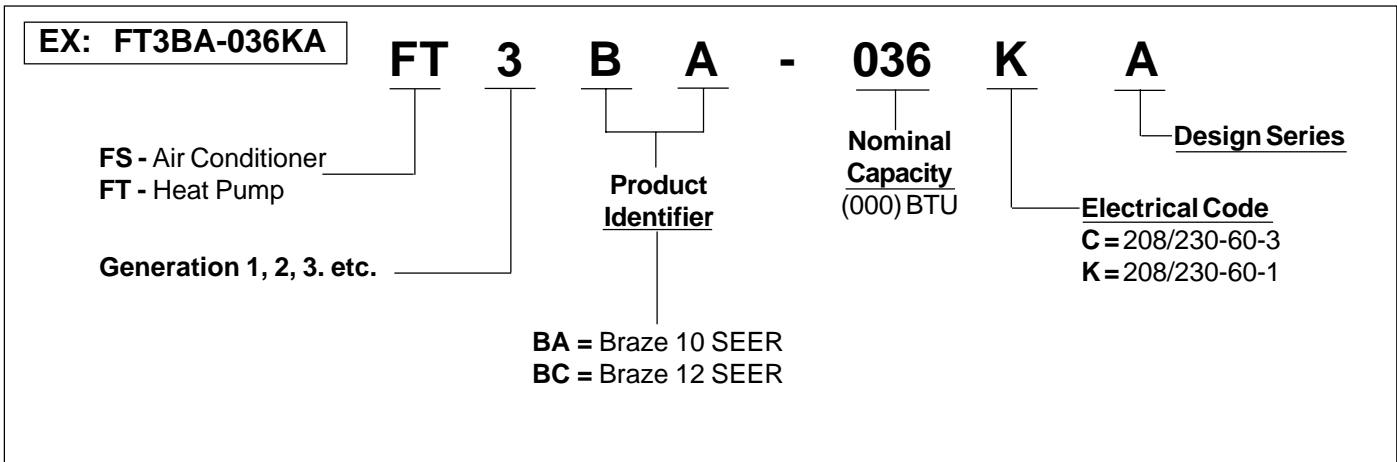 EX: FT3BA-036KA
FT 3 B A - 036 K A
FS - Air Conditioner
FT - Heat Pump
Generation 1, 2, 3. etc.
Product
Identifier
BA = Braze 10 SEER
BC = Braze 12 SEER
Nominal
Capacity
(000) BTU
Design Series
Electrical Code
C = 208/230-60-3
K = 208/230-60-1